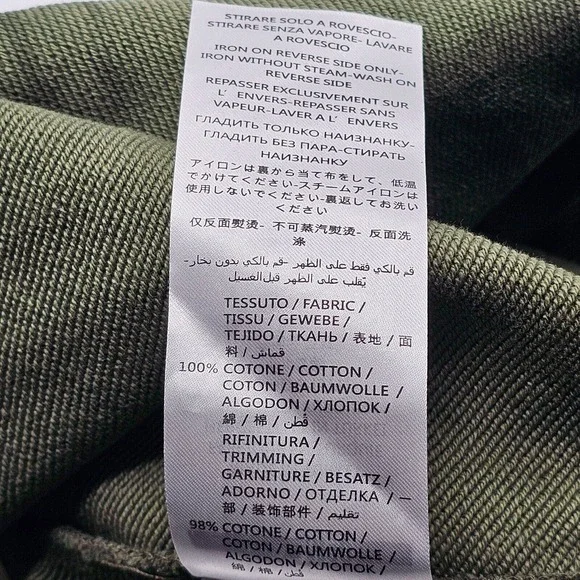 STIRARE SOLO A ROVESCIO-
STIRARE SENZA VAPORE- LAVARE
A ROVESCIO
IRON ON REVERSE SIDE ONLY-
IRON WITHOUT STEAM-WASH ON
REVERSE SIDE
REPASSER EXCLUSIVEMENT SUR
L' ENVERS-REPASSER SANS
VAPEUR-LAVER A L' ENVERS
ГЛАДИТЬ ТОЛЬКО НАИЗНАНКУ-
ГЛАДИТЬ БЕЗ ПАРА-СТИРАТЬ
НАИЗНАНКУ
アイロンは裏から当て布をして、低温
でかけてください-スチームアイロンは
使用しないでください-裏返してお洗い
ください
仅反面熨烫- 不可蒸汽熨烫- 反面洗
涤
قم بالكي فقط على الظهر -قم بالكي بدون بخار-
يُقلب على الظهر قبل الغسيل
TESSUTO / FABRIC /
TISSU / GEWEBE /
TEJIDO / ТКАНЬ / 表地 / 面
料 / قماش
100% COTONE / COTTON /
COTON / BAUMWOLLE /
ALGODON / ХЛОПОК /
綿 / 棉 / قُطن
RIFINITURA /
TRIMMING /
GARNITURE / BESATZ /
ADORNO / ОТДЕЛКА / 一
部 / 装饰部件 / تقليم
98% COTONE / COTTON /
COTON / BAUMWOLLE /
ALGODON / ХЛОПОК /
綿 / 棉 / قُطن